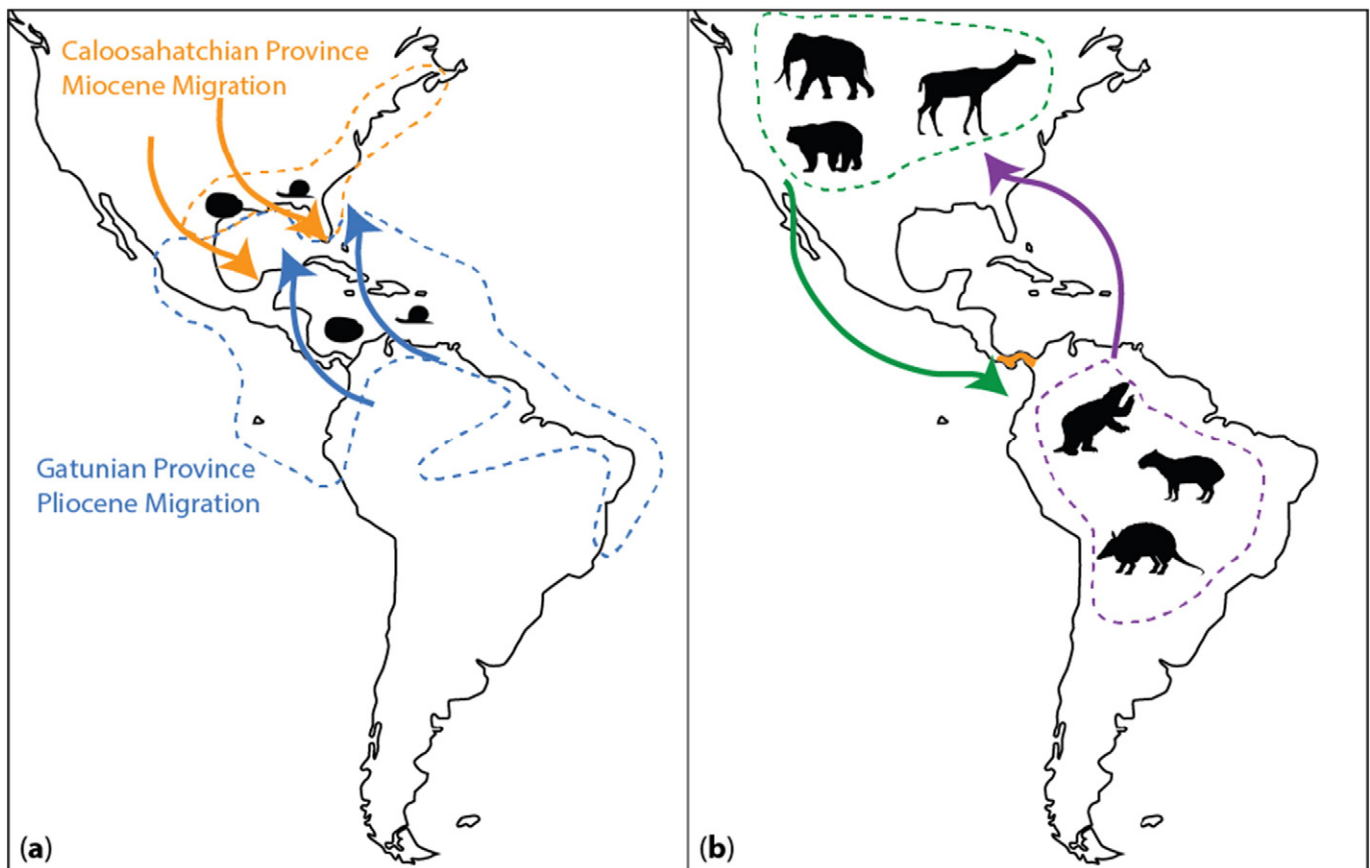 Caloosahatchian Province
Miocene Migration
Gatunian Province
Pliocene Migration
(a)
(b)